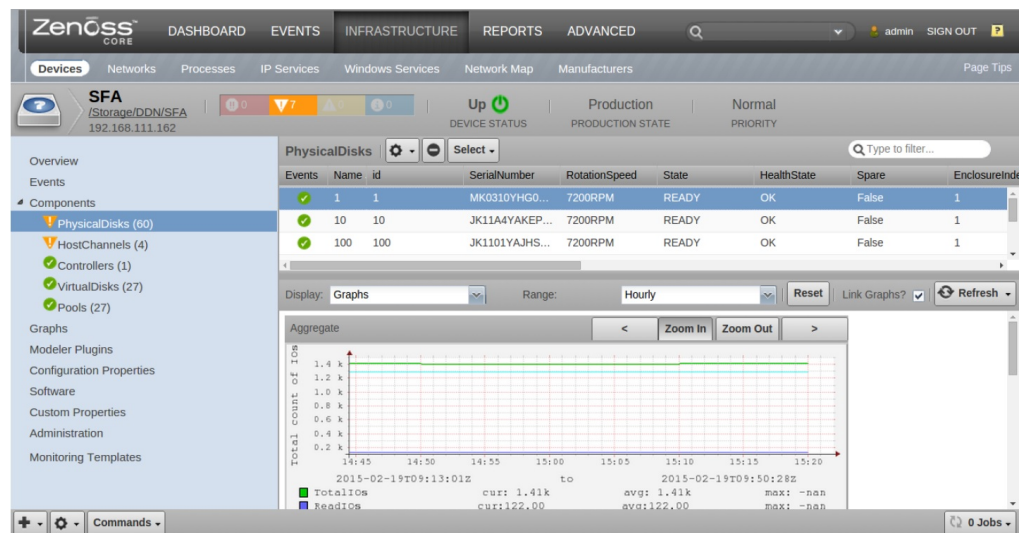 Zenoss
CORE
DASHBOARD EVENTS INFRASTRUCTURE REPORTS ADVANCED admin SIGN OUT ?
Devices Networks Processes IP Services Windows Services Network Map Manufacturers Page Tips
SFA
/Storage/DDN/SFA
192.168.111.162
0 7 0 0
Up
DEVICE STATUS
Production
PRODUCTION STATE
Normal
PRIORITY
Overview
Events
Components
PhysicalDisks (60)
HostChannels (4)
Controllers (1)
VirtualDisks (27)
Pools (27)
Graphs
Modeler Plugins
Configuration Properties
Software
Custom Properties
Administration
Monitoring Templates
PhysicalDisks Select Type to filter...
Events Name id SerialNumber RotationSpeed State HealthState Spare EnclosureInde
1 1 MK0310YHG0... 7200RPM READY OK False 1
10 10 JK11A4YAKEP... 7200RPM READY OK False 1
100 100 JK1101YAJHS... 7200RPM READY OK False 1
Display: Graphs Range: Hourly Reset Link Graphs? Refresh
Aggregate < Zoom In Zoom Out >
Total count of IOs
1.4 k
1.2 k
1.0 k
0.8 k
0.6 k
0.4 k
0.2 k
14:45 14:50 14:55 15:00 15:05 15:10 15:15 15:20
2015-02-19T09:13:01Z to 2015-02-19T09:50:28Z
TotalIOs cur: 1.41k avg: 1.41k max: -nan
ReadIOs cur:122.00 avg:122.00 max: -nan
Commands 0 Jobs